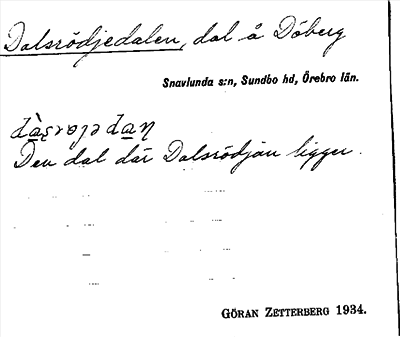 Dalsrödjedalen, dal å Döberg
Snavlunda s:n, Sundbo hd, Örebro län.
Den dal där Dalsrödjan ligger.
GÖRAN ZETTERBERG 1934.